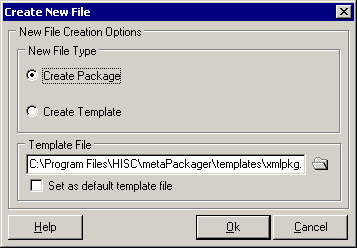 Create New File
New File Creation Options
New File Type
Create Package
Create Template
Template File
C:\Program Files\HISC\metaPackager\templates\xmlpkg.
Set as default template file
Help Ok Cancel